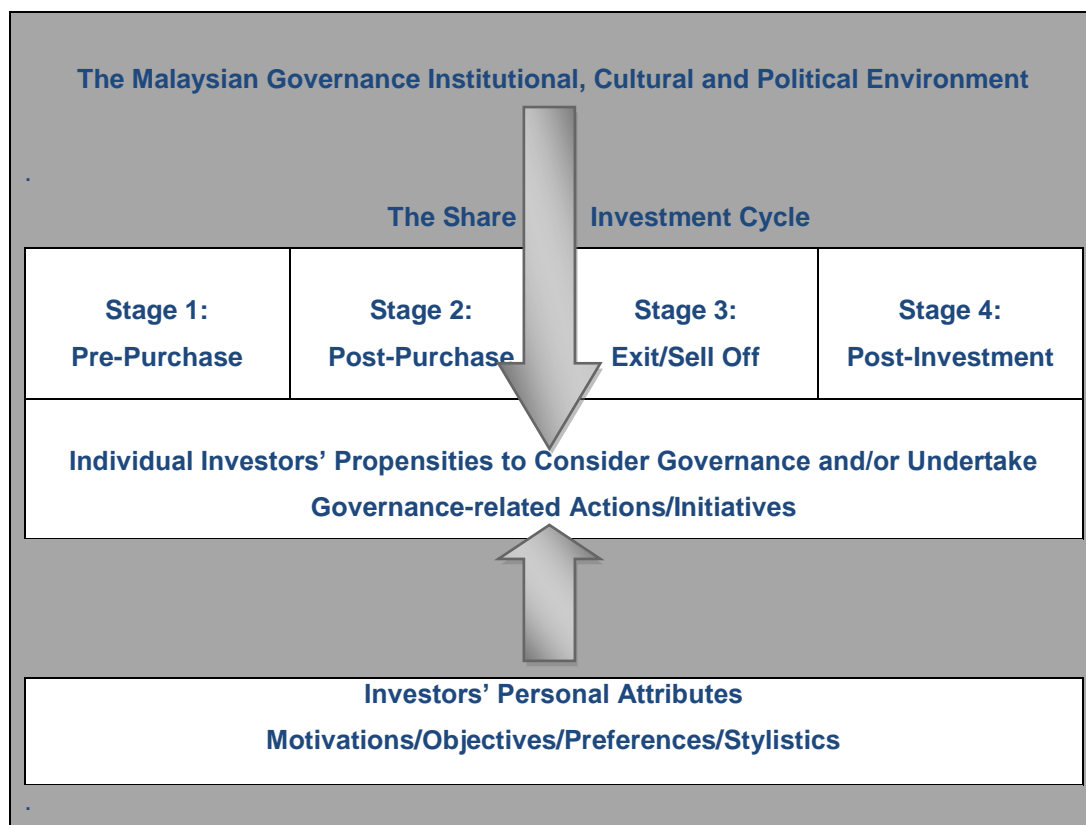 The Malaysian Governance Institutional, Cultural and Political Environment
.
The Share Investment Cycle
Stage 1:
Pre-Purchase
Stage 2:
Post-Purchase
Stage 3:
Exit/Sell Off
Stage 4:
Post-Investment
Individual Investors’ Propensities to Consider Governance and/or Undertake
Governance-related Actions/Initiatives
Investors’ Personal Attributes
Motivations/Objectives/Preferences/Stylistics
.